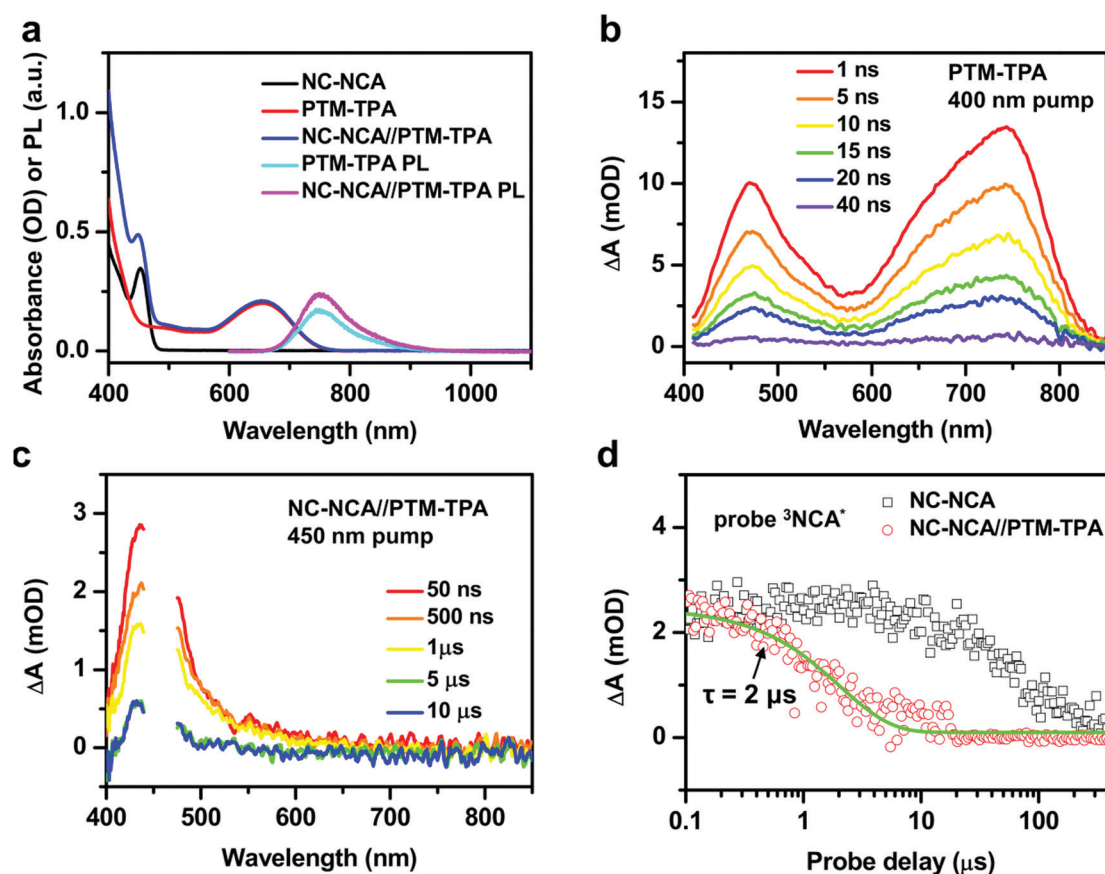 a
Absorbance (OD) or PL (a.u.)
1.0
0.5
0.0
NC-NCA
PTM-TPA
NC-NCA//PTM-TPA
PTM-TPA PL
NC-NCA//PTM-TPA PL
400 600 800 1000
Wavelength (nm)
b
ΔA (mOD)
15
10
5
0
1 ns
5 ns
10 ns
15 ns
20 ns
40 ns
PTM-TPA
400 nm pump
400 500 600 700 800
Wavelength (nm)
c
ΔA (mOD)
3
2
1
0
NC-NCA//PTM-TPA
450 nm pump
50 ns
500 ns
1μs
5 μs
10 μs
400 500 600 700 800
Wavelength (nm)
d
ΔA (mOD)
4
2
0
probe ³NCA*
NC-NCA
NC-NCA//PTM-TPA
τ = 2 μs
0.1 1 10 100
Probe delay (μs)